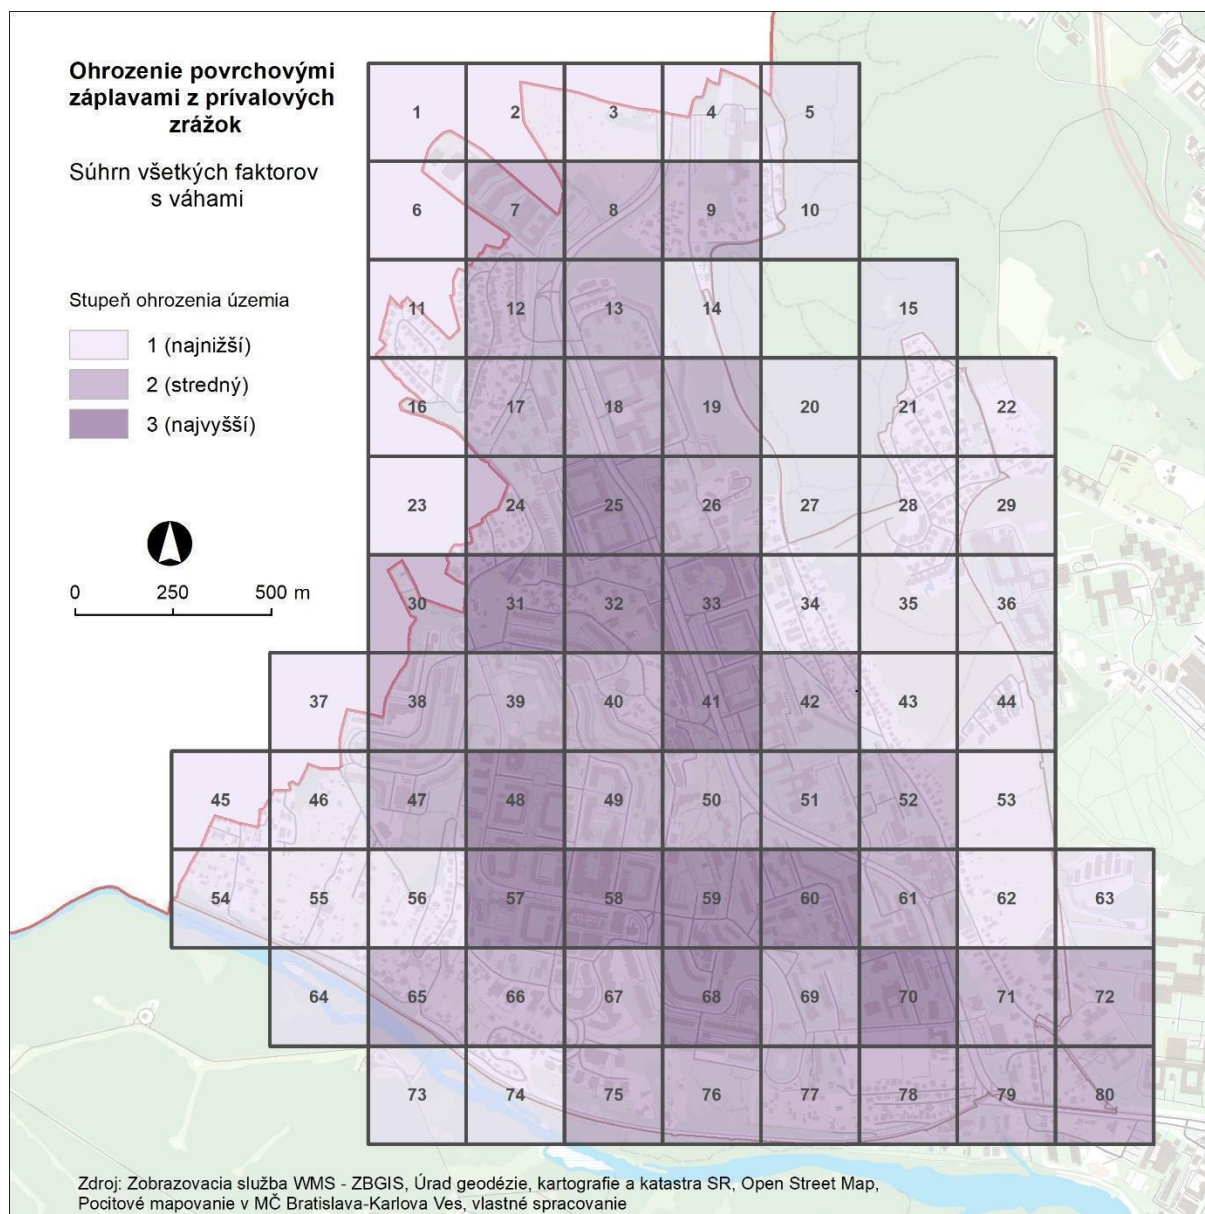 Ohrozenie povrchovými
záplavami z prívalových
zrážok
Súhrn všetkých faktorov
s váhami
Stupeň ohrozenia územia
1 (najnižší)
2 (stredný)
3 (najvyšší)
0 250 500 m
1 2 3 4 5
6 7 8 9 10
11 12 13 14 15
16 17 18 19 20 21 22
23 24 25 26 27 28 29
30 31 32 33 34 35 36
37 38 39 40 41 42 43 44
45 46 47 48 49 50 51 52 53
54 55 56 57 58 59 60 61 62 63
64 65 66 67 68 69 70 71 72
73 74 75 76 77 78 79 80
Zdroj: Zobrazovacia služba WMS - ZBGIS, Úrad geodézie, kartografie a katastra SR, Open Street Map,
Pocitové mapovanie v MČ Bratislava-Karlova Ves, vlastné spracovanie